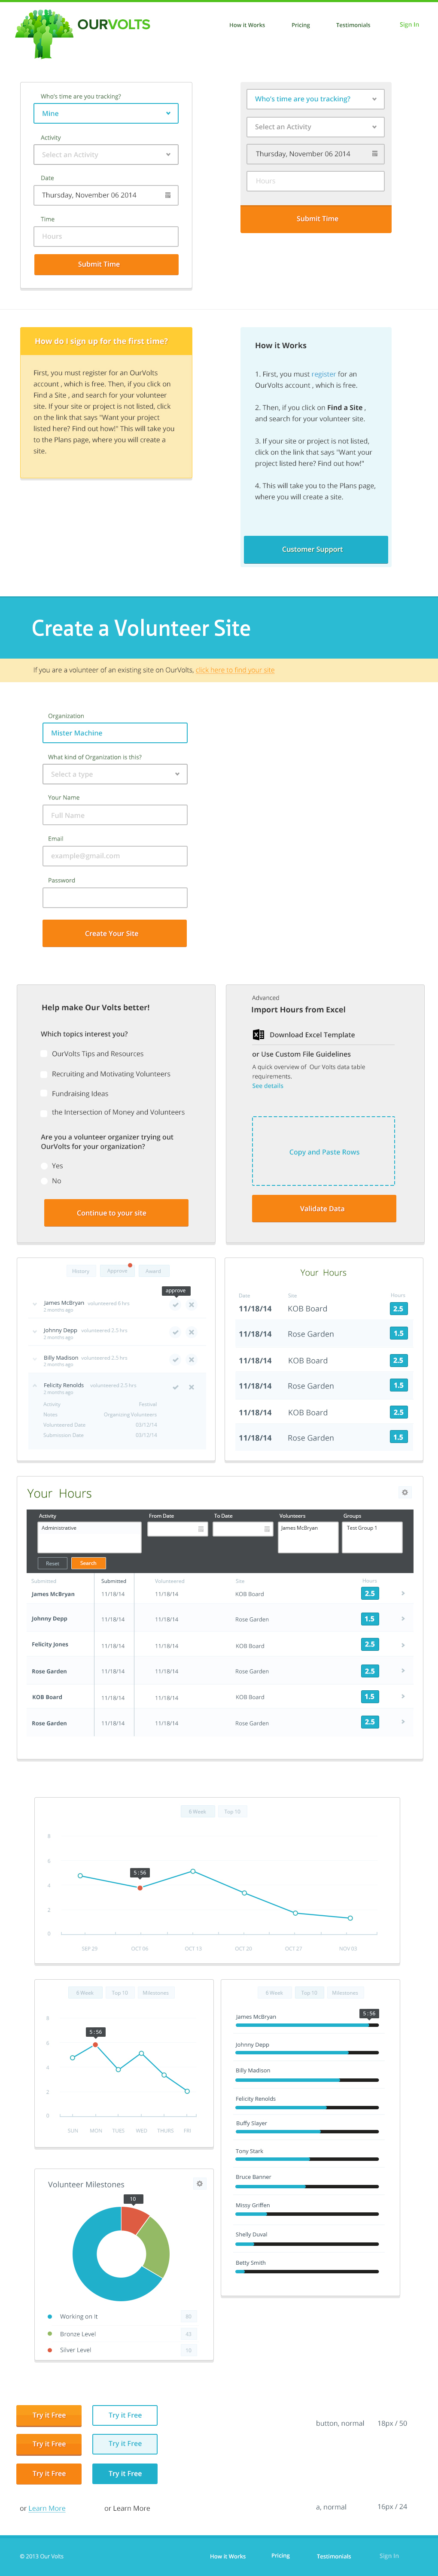 OURVOLTS
How it Works
Pricing
Testimonials
Sign In
Who's time are you tracking?
Mine
Activity
Select an Activity
Date
Thursday, November 06 2014
Time
Hours
Submit Time
Who's time are you tracking?
Select an Activity
Thursday, November 06 2014
Hours
Submit Time
How do I sign up for the first time?
First, you must register for an OurVolts
account , which is free. Then, if you click on
Find a Site , and search for your volunteer
site. If your site or project is not listed, click
on the link that says "Want your project
listed here? Find out how!" This will take you
to the Plans page, where you will create a
site.
How it Works
1. First, you must register for an
OurVolts account , which is free.
2. Then, if you click on Find a Site ,
and search for your volunteer site.
3. If your site or project is not listed,
click on the link that says "Want your
project listed here? Find out how!"
4. This will take you to the Plans page,
where you will create a site.
Customer Support
Create a Volunteer Site
If you are a volunteer of an existing site on OurVolts, click here to find your site
Organization
Mister Machine
What kind of Organization is this?
Select a type
Your Name
Full Name
Email
example@gmail.com
Password
Create Your Site
Help make Our Volts better!
Which topics interest you?
OurVolts Tips and Resources
Recruiting and Motivating Volunteers
Fundraising Ideas
the Intersection of Money and Volunteers
Are you a volunteer organizer trying out
OurVolts for your organization?
Yes
No
Continue to your site
Advanced
Import Hours from Excel
Download Excel Template
or Use Custom File Guidelines
A quick overview of Our Volts data table
requirements.
See details
Copy and Paste Rows
Validate Data
History
Approve
Award
approve
James McBryan volunteered 6 hrs
2 months ago
Johnny Depp volunteered 2.5 hrs
3 months ago
Billy Madison volunteered 2.5 hrs
2 months ago
Felicity Renolds volunteered 2.5 hrs
2 months ago
Activity Festival
Notes Organizing Volunteers
Volunteered Date 03/12/14
Submission Date 03/12/14
Your Hours
Date Site Hours
11/18/14 KOB Board 2.5
11/18/14 Rose Garden 1.5
11/18/14 KOB Board 2.5
11/18/14 Rose Garden 1.5
11/18/14 KOB Board 2.5
11/18/14 Rose Garden 1.5
Your Hours
Activity From Date To Date Volunteers Groups
Administrative James McBryan Test Group 1
Reset Search
Submitted Submitted Volunteered Site Hours
James McBryan 11/18/14 11/18/14 KOB Board 2.5
Johnny Depp 11/18/14 11/18/14 Rose Garden 1.5
Felicity Jones 11/18/14 11/18/14 KOB Board 2.5
Rose Garden 11/18/14 11/18/14 Rose Garden 2.5
KOB Board 11/18/14 11/18/14 KOB Board 1.5
Rose Garden 11/18/14 11/18/14 Rose Garden 2.5
6 Week Top 10
8
6
4
2
0
5 : 56
SEP 29 OCT 06 OCT 13 OCT 20 OCT 27 NOV 03
6 Week Top 10 Milestones
8
6
4
2
0
5 : 56
SUN MON TUES WED THURS FRI
6 Week Top 10 Milestones
5 : 56
James McBryan
Johnny Depp
Billy Madison
Felicity Renolds
Buffy Slayer
Tony Stark
Bruce Banner
Missy Griffen
Shelly Duval
Betty Smith
Volunteer Milestones
10
Working on It 80
Bronze Level 42
Silver Level 10
Try it Free
Try it Free
button, normal 18px / 50
Try it Free
Try it Free
Try it Free
Try it Free
or Learn More
or Learn More
a, normal 16px / 24
© 2013 Our Volts
How it Works
Pricing
Testimonials
Sign In